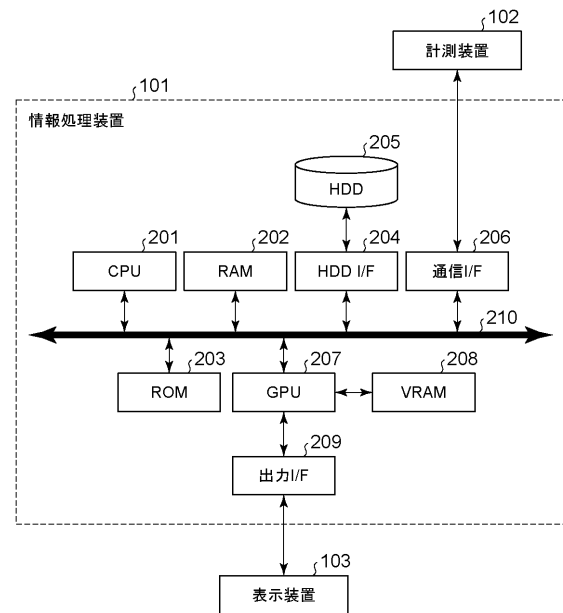 102
計測装置
101
情報処理装置
205
HDD
201
CPU
202
RAM
204
HDD I/F
206
通信I/F
210
203
ROM
207
GPU
208
VRAM
209
出力I/F
103
表示装置